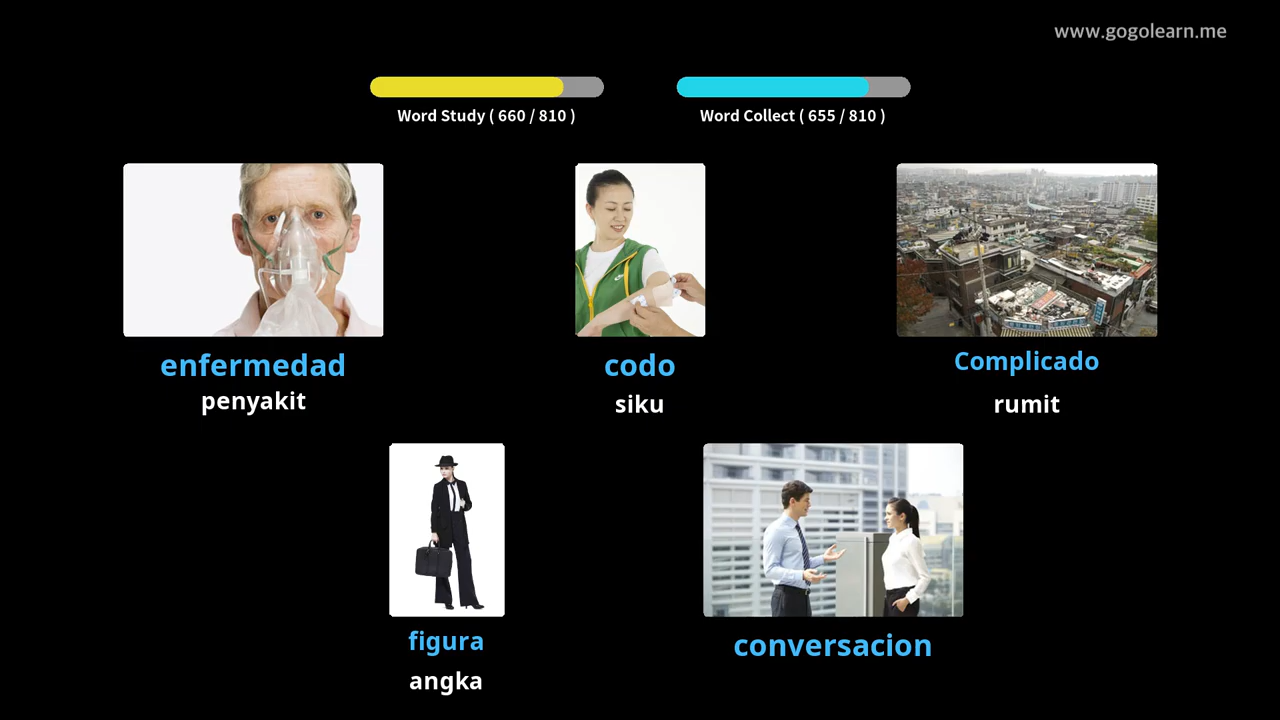 www.gogolearn.me
Word Study ( 660 / 810 )
Word Collect ( 655 / 810 )
enfermedad
penyakit
codo
siku
Complicado
rumit
figura
angka
conversacion